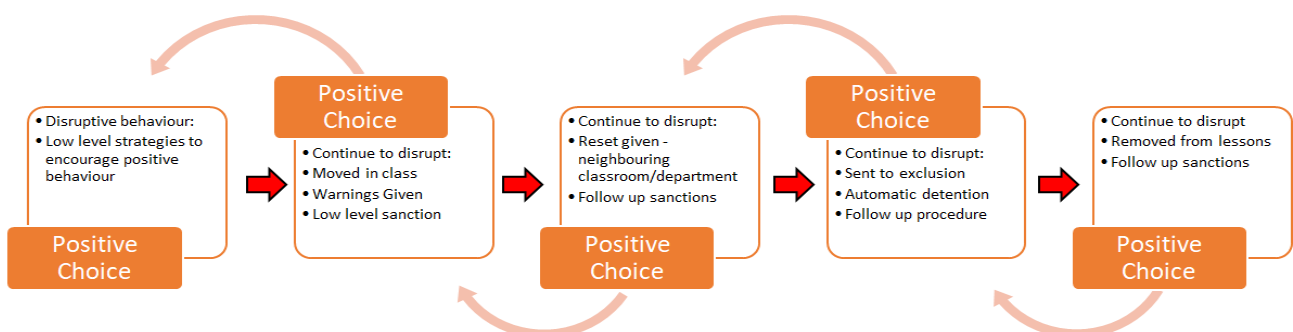 • Disruptive behaviour:
• Low level strategies to
encourage positive
behaviour
Positive
Choice
Positive
Choice
• Continue to disrupt:
• Moved in class
• Warnings Given
• Low level sanction
• Continue to disrupt:
• Reset given -
neighbouring
classroom/department
• Follow up sanctions
Positive
Choice
Positive
Choice
• Continue to disrupt:
• Sent to exclusion
• Automatic detention
• Follow up procedure
• Continue to disrupt
• Removed from lessons
• Follow up sanctions
Positive
Choice